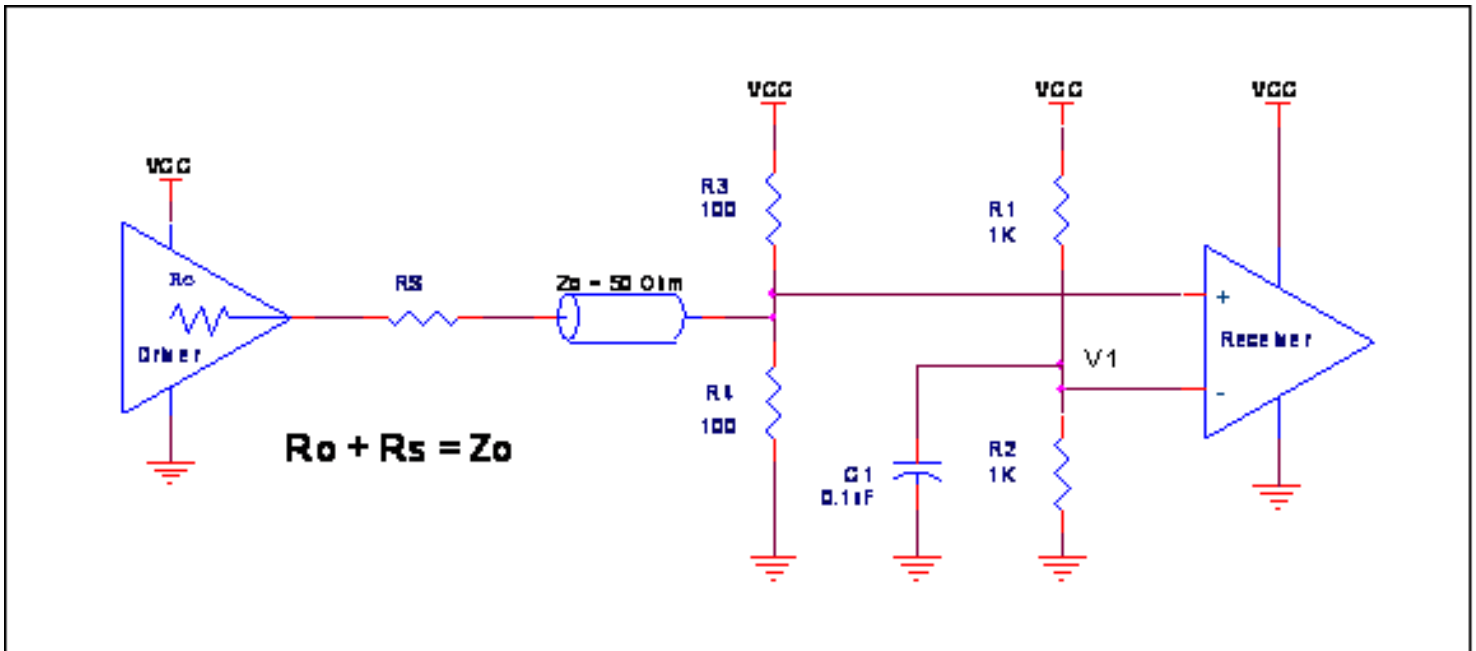 VCC
VCC
VCC
VCC
R3
100
R1
1K
Ro
RS
Zo = 50 Ohm
+
Receiver
Driver
V1
-
R4
100
Ro + Rs = Zo
R2
1K
C1
0.1uF